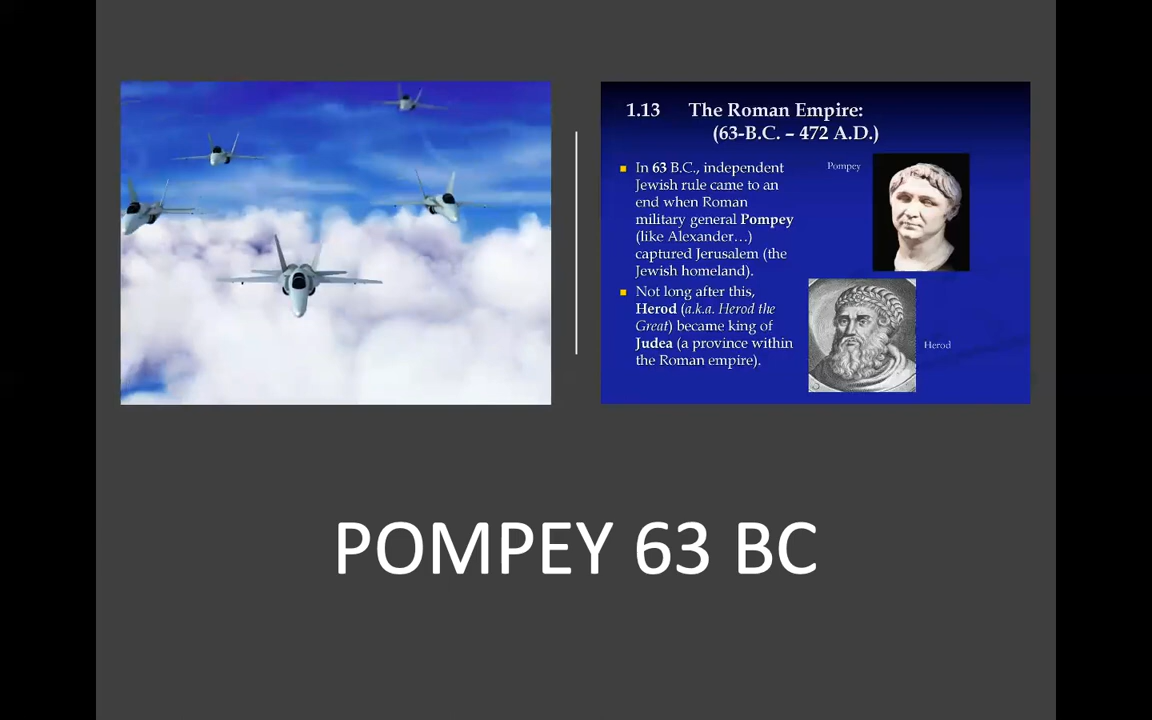 1.13 The Roman Empire:
(63-B.C. – 472 A.D.)
In 63 B.C., independent
Jewish rule came to an
end when Roman
military general Pompey
(like Alexander…)
captured Jerusalem (the
Jewish homeland).
Not long after this,
Herod (a.k.a. Herod the
Great) became king of
Judea (a province within
the Roman empire).
Pompey
Herod
POMPEY 63 BC